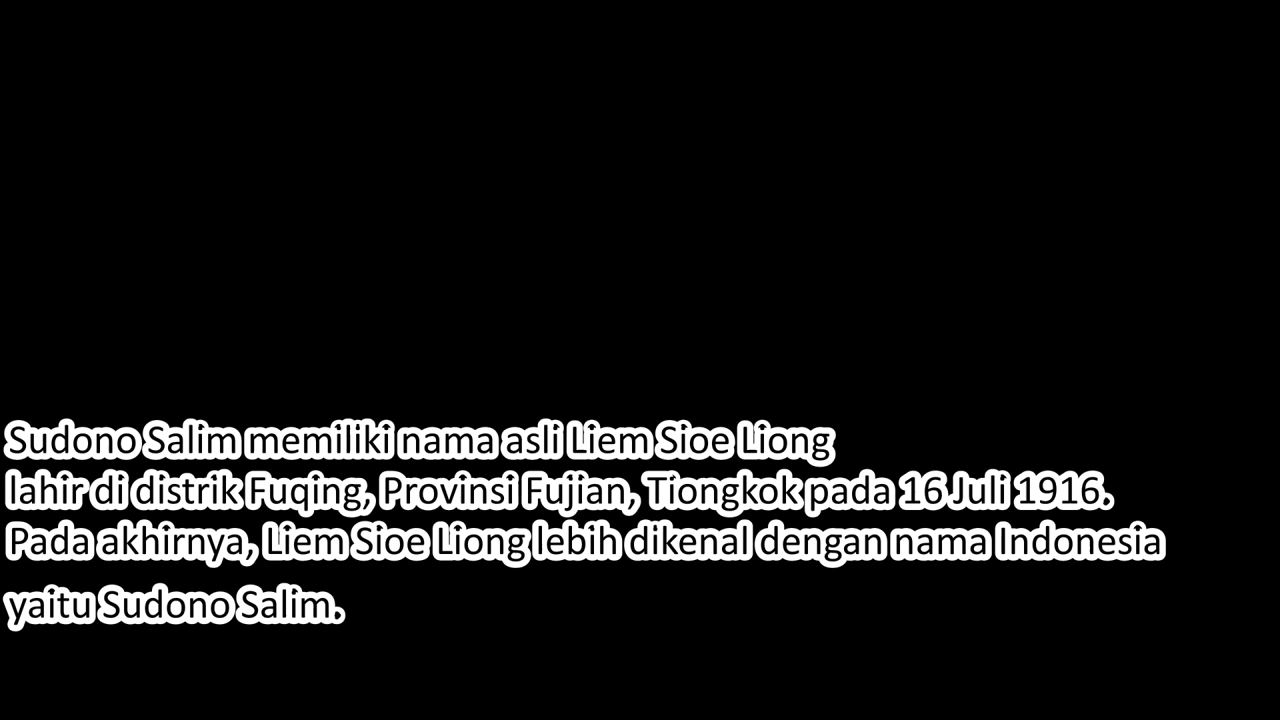 Sudono Salim memiliki nama asli Liem Sioe Liong
lahir di distrik Fuqing, Provinsi Fujian, Tiongkok pada 16 Juli 1916.
Pada akhirnya, Liem Sioe Liong lebih dikenal dengan nama Indonesia
yaitu Sudono Salim.